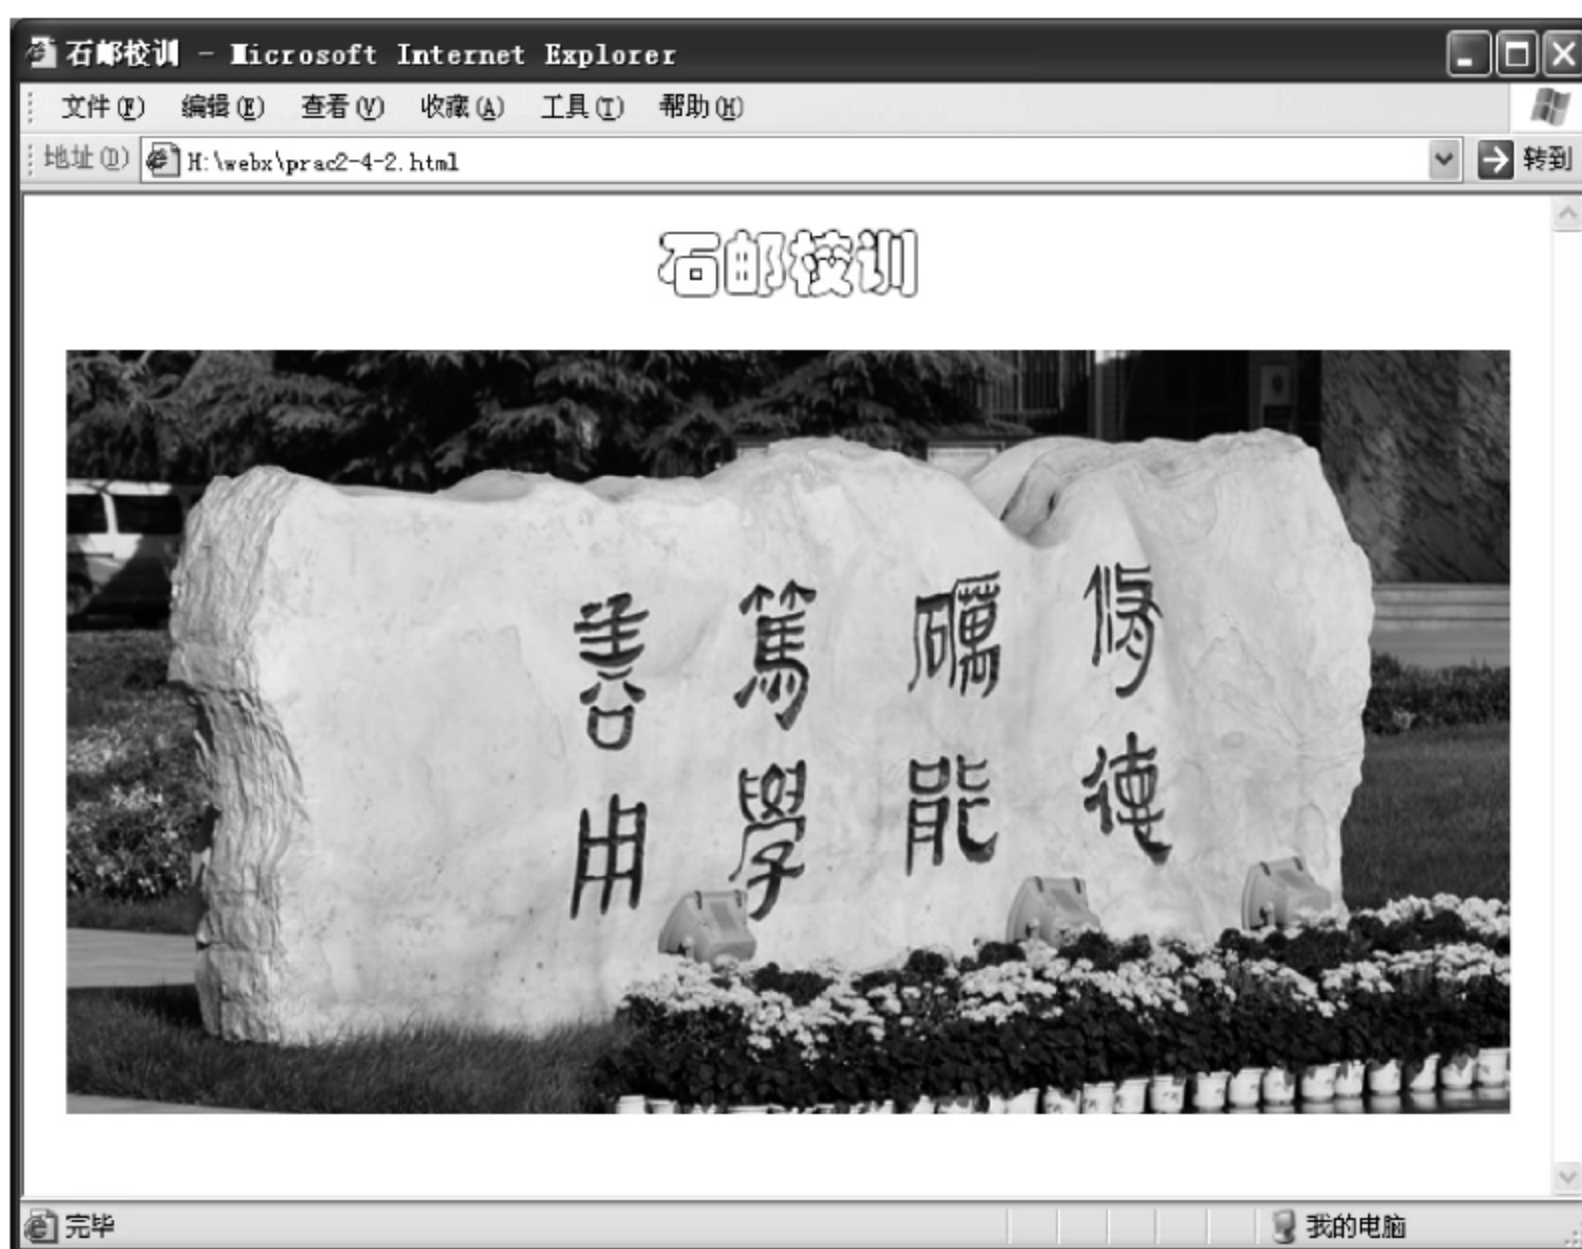 石邮校训 - Microsoft Internet Explorer
文件(F) 编辑(E) 查看(V) 收藏(A) 工具(T) 帮助(H)
地址(D) H:\webx\prac2-4-2.html 转到
石邮校训
脩德
礪能
篤學
善用
完毕 我的电脑